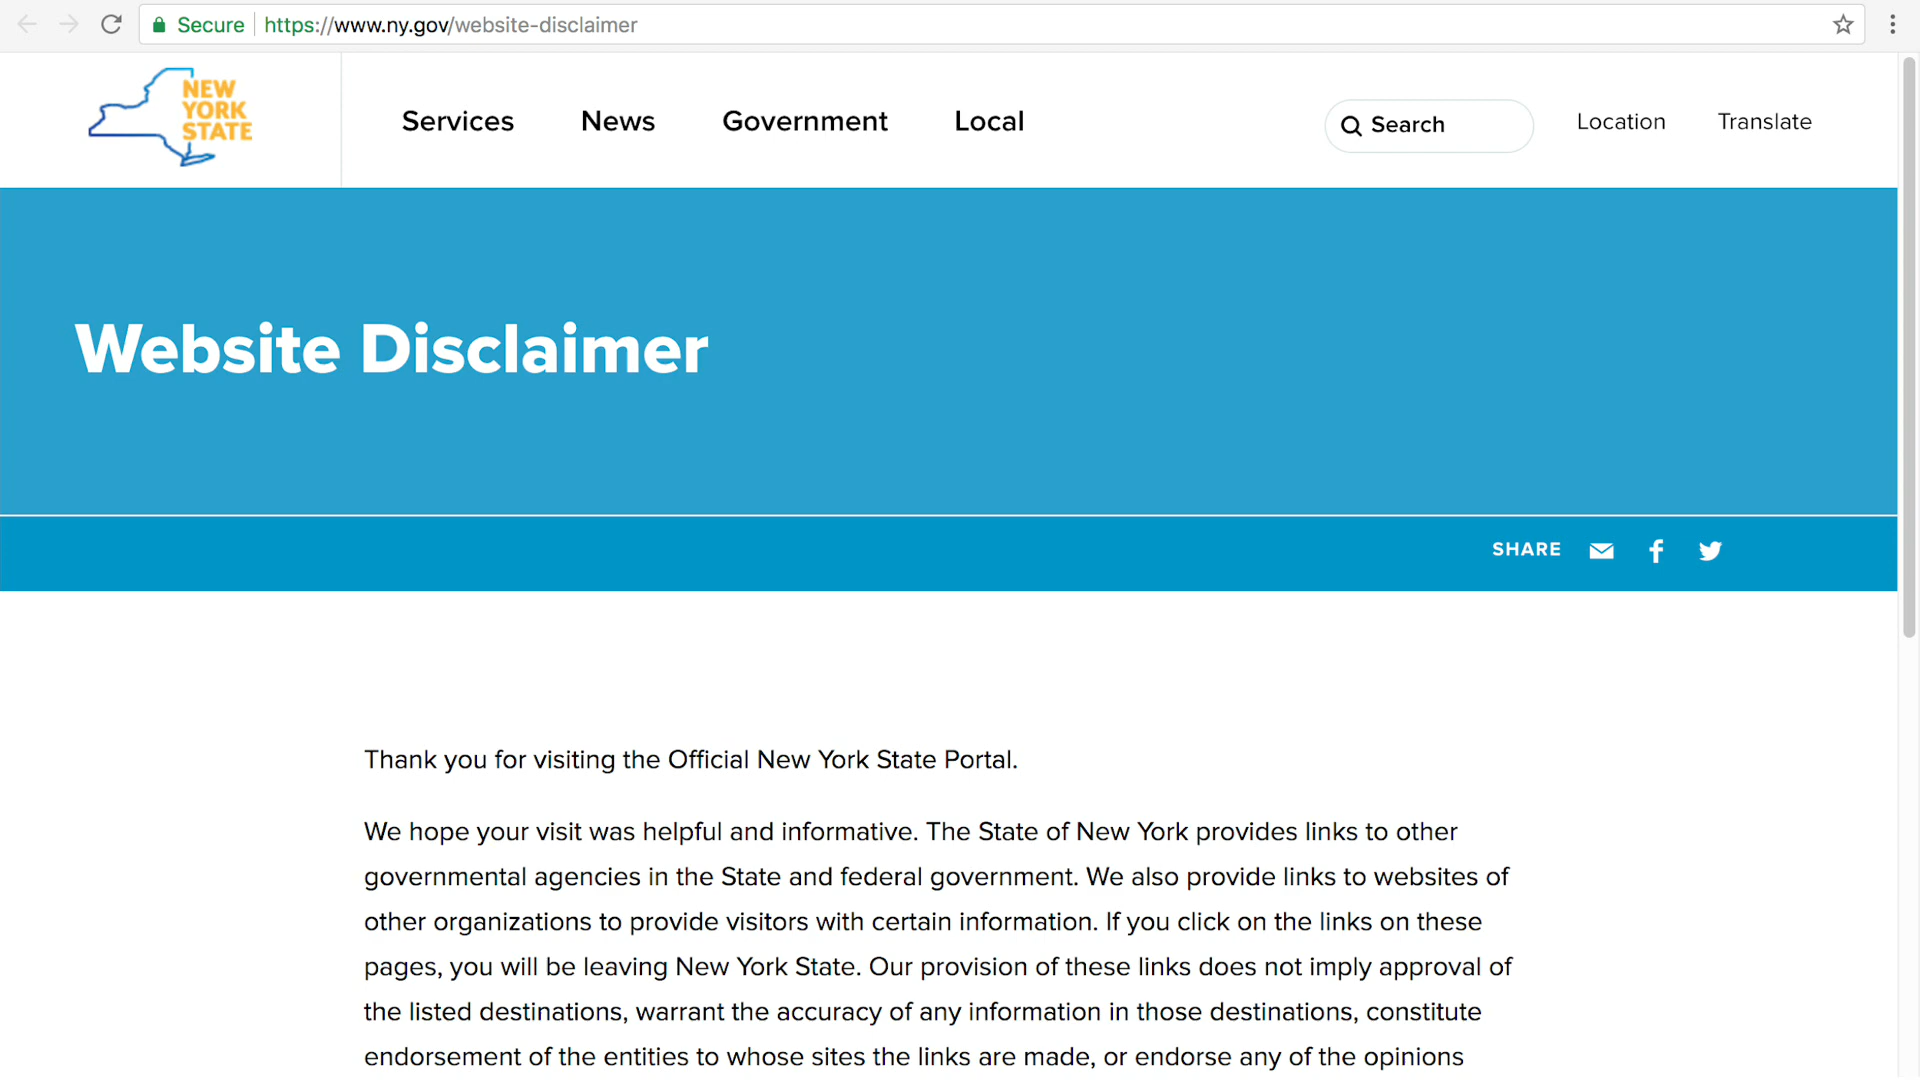 Secure https://www.ny.gov/website-disclaimer
NEW
YORK
STATE
Services News Government Local Search Location Translate
Website Disclaimer
SHARE
Thank you for visiting the Official New York State Portal.
We hope your visit was helpful and informative. The State of New York provides links to other
governmental agencies in the State and federal government. We also provide links to websites of
other organizations to provide visitors with certain information. If you click on the links on these
pages, you will be leaving New York State. Our provision of these links does not imply approval of
the listed destinations, warrant the accuracy of any information in those destinations, constitute
endorsement of the entities to whose sites the links are made, or endorse any of the opinions